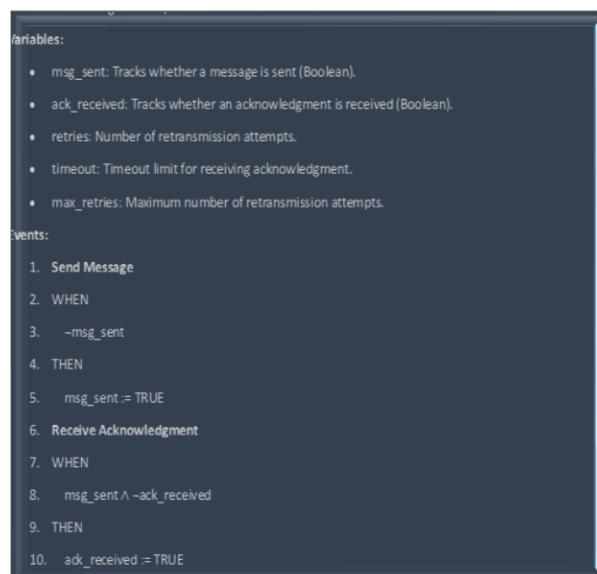 Variables:
• msg_sent: Tracks whether a message is sent (Boolean).
• ack_received: Tracks whether an acknowledgment is received (Boolean).
• retries: Number of retransmission attempts.
• timeout: Timeout limit for receiving acknowledgment.
• max_retries: Maximum number of retransmission attempts.
Events:
1. Send Message
2. WHEN
3. ¬msg_sent
4. THEN
5. msg_sent := TRUE
6. Receive Acknowledgment
7. WHEN
8. msg_sent ∧ ¬ack_received
9. THEN
10. ack_received := TRUE